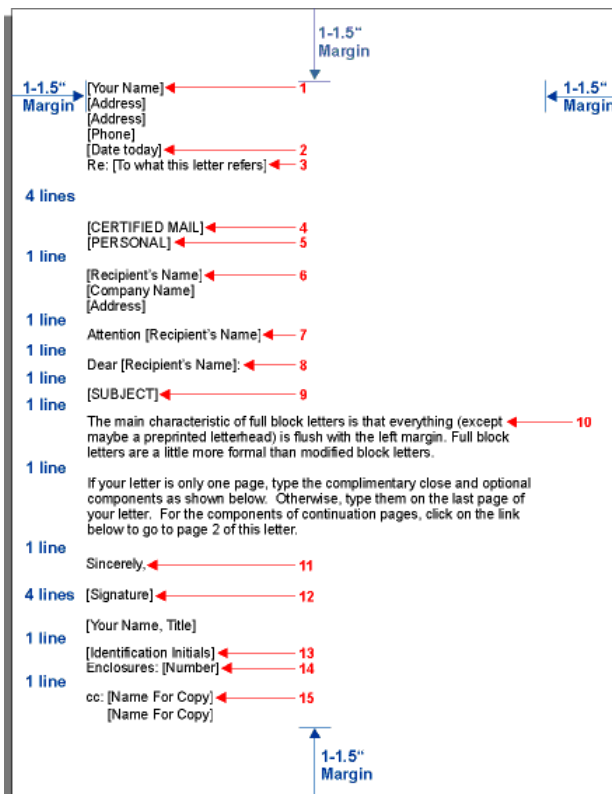 1-1.5"
Margin
1-1.5"
Margin
[Your Name] 1
1-1.5"
Margin
[Address]
[Address]
[Phone]
[Date today] 2
Re: [To what this letter refers] 3
4 lines
[CERTIFIED MAIL] 4
[PERSONAL] 5
1 line
[Recipient's Name] 6
[Company Name]
[Address]
1 line
Attention [Recipient's Name] 7
1 line
Dear [Recipient's Name]: 8
1 line
[SUBJECT] 9
1 line
The main characteristic of full block letters is that everything (except 10
maybe a preprinted letterhead) is flush with the left margin. Full block
letters are a little more formal than modified block letters.
1 line
If your letter is only one page, type the complimentary close and optional
components as shown below. Otherwise, type them on the last page of
your letter. For the components of continuation pages, click on the link
below to go to page 2 of this letter.
1 line
Sincerely, 11
4 lines [Signature] 12
[Your Name, Title]
1 line
[Identification Initials] 13
Enclosures: [Number] 14
1 line
cc: [Name For Copy] 15
[Name For Copy]
1-1.5"
Margin